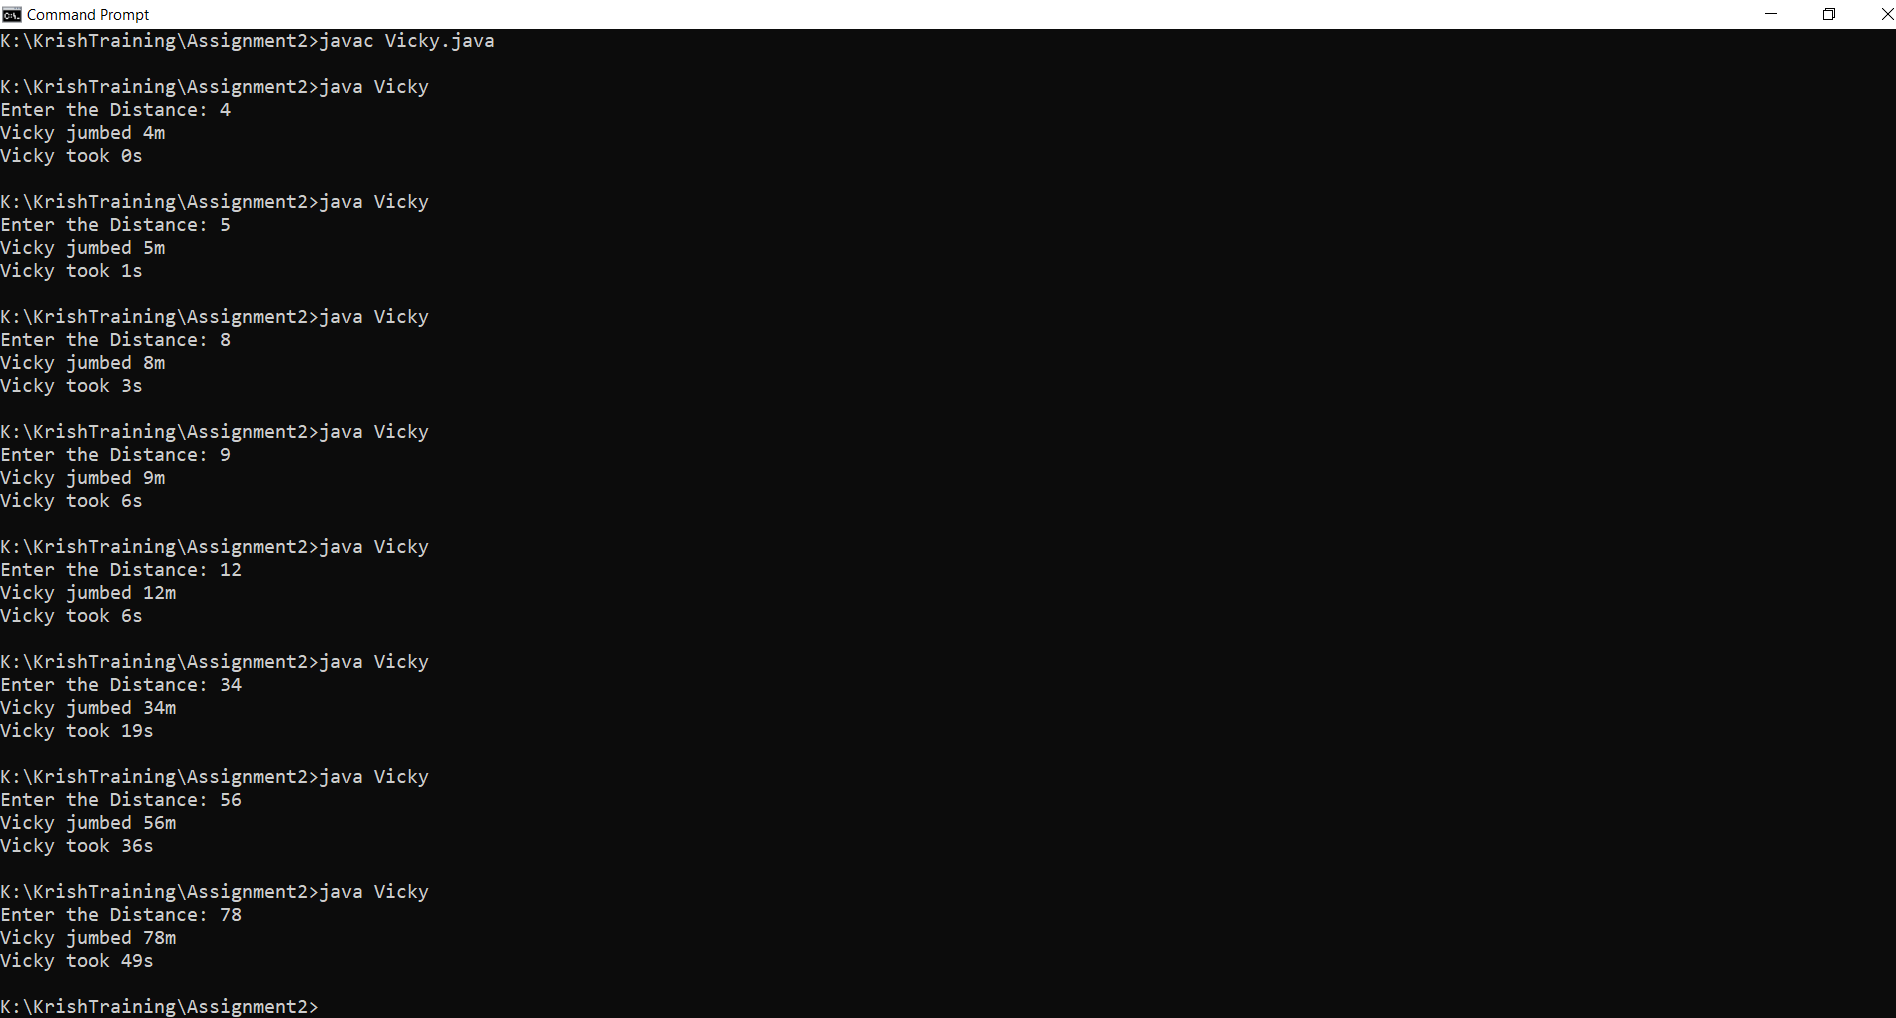 Command Prompt
K:\KrishTraining\Assignment2>javac Vicky.java
K:\KrishTraining\Assignment2>java Vicky
Enter the Distance: 4
Vicky jumbed 4m
Vicky took 0s
K:\KrishTraining\Assignment2>java Vicky
Enter the Distance: 5
Vicky jumbed 5m
Vicky took 1s
K:\KrishTraining\Assignment2>java Vicky
Enter the Distance: 8
Vicky jumbed 8m
Vicky took 3s
K:\KrishTraining\Assignment2>java Vicky
Enter the Distance: 9
Vicky jumbed 9m
Vicky took 6s
K:\KrishTraining\Assignment2>java Vicky
Enter the Distance: 12
Vicky jumbed 12m
Vicky took 6s
K:\KrishTraining\Assignment2>java Vicky
Enter the Distance: 34
Vicky jumbed 34m
Vicky took 19s
K:\KrishTraining\Assignment2>java Vicky
Enter the Distance: 56
Vicky jumbed 56m
Vicky took 36s
K:\KrishTraining\Assignment2>java Vicky
Enter the Distance: 78
Vicky jumbed 78m
Vicky took 49s
K:\KrishTraining\Assignment2>